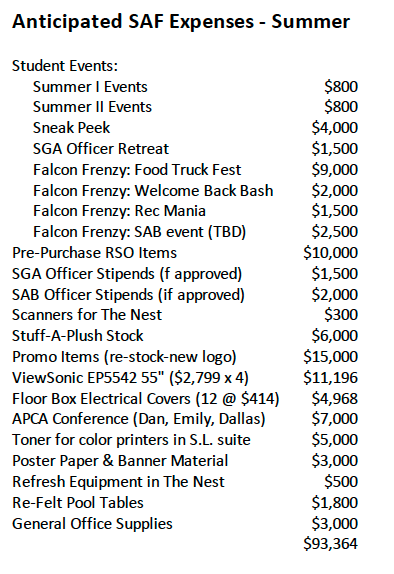 Anticipated SAF Expenses - Summer
Student Events:
Summer I Events $800
Summer II Events $800
Sneak Peek $4,000
SGA Officer Retreat $1,500
Falcon Frenzy: Food Truck Fest $9,000
Falcon Frenzy: Welcome Back Bash $2,000
Falcon Frenzy: Rec Mania $1,500
Falcon Frenzy: SAB event (TBD) $2,500
Pre-Purchase RSO Items $10,000
SGA Officer Stipends (f approved) $1,500
SAB Officer Stipends (if approved) $2,000
Scanners for The Nest $300
Stuff-A-Plush Stock $6,000
Promo Items (re-stock-new logo) $15,000
ViewSonic EP5542 55" ($2,799 x 4) $11,196
Floor Box Electrical Covers (12 @ $414) $4,968
APCA Conference (Dan, Emily, Dallas) $7,000
Toner for color printers in S.L. suite $5,000
Poster Paper & Banner Material $3,000
Refresh Equipment in The Nest $500
Re-Felt Pool Tables $1,800
General Office Supplies $3,000
$93,364